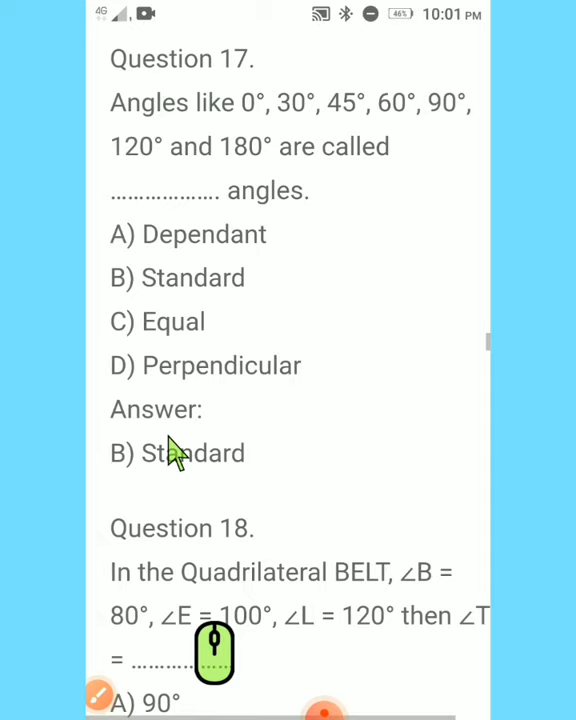 4G 46% 10:01 PM
Question 17.
Angles like 0°, 30°, 45°, 60°, 90°,
120° and 180° are called
………………. angles.
A) Dependant
B) Standard
C) Equal
D) Perpendicular
Answer:
B) Standard
Question 18.
In the Quadrilateral BELT, ∠B =
80°, ∠E = 100°, ∠L = 120° then ∠T
= ………………
A) 90°